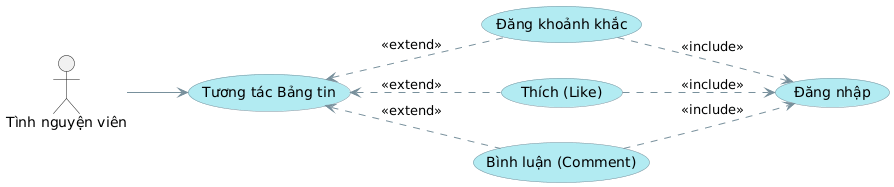 Đăng khoảnh khắc
«extend»
«include»
Tình nguyện viên
Tương tác Bảng tin
«extend»
Thích (Like)
«include»
Đăng nhập
«extend»
«include»
Bình luận (Comment)